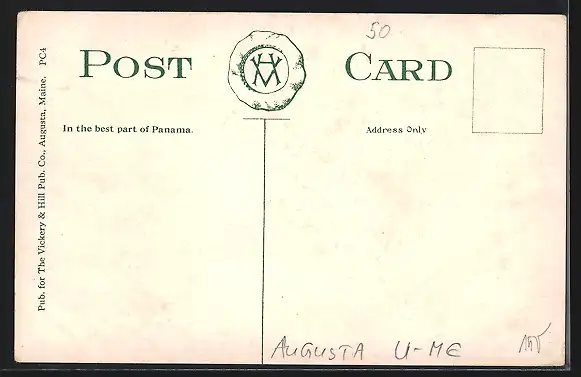 50
POST CARD
In the best part of Panama.
Address Only
Pub. for The Vickery & Hill Pub. Co., Augusta, Maine. PC4
AUGUSTA U-ME